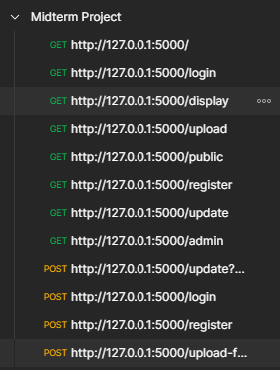 Midterm Project
GET http://127.0.0.1:5000/
GET http://127.0.0.1:5000/login
GET http://127.0.0.1:5000/display
GET http://127.0.0.1:5000/upload
GET http://127.0.0.1:5000/public
GET http://127.0.0.1:5000/register
GET http://127.0.0.1:5000/update
GET http://127.0.0.1:5000/admin
POST http://127.0.0.1:5000/update?...
POST http://127.0.0.1:5000/login
POST http://127.0.0.1:5000/register
POST http://127.0.0.1:5000/upload-f...